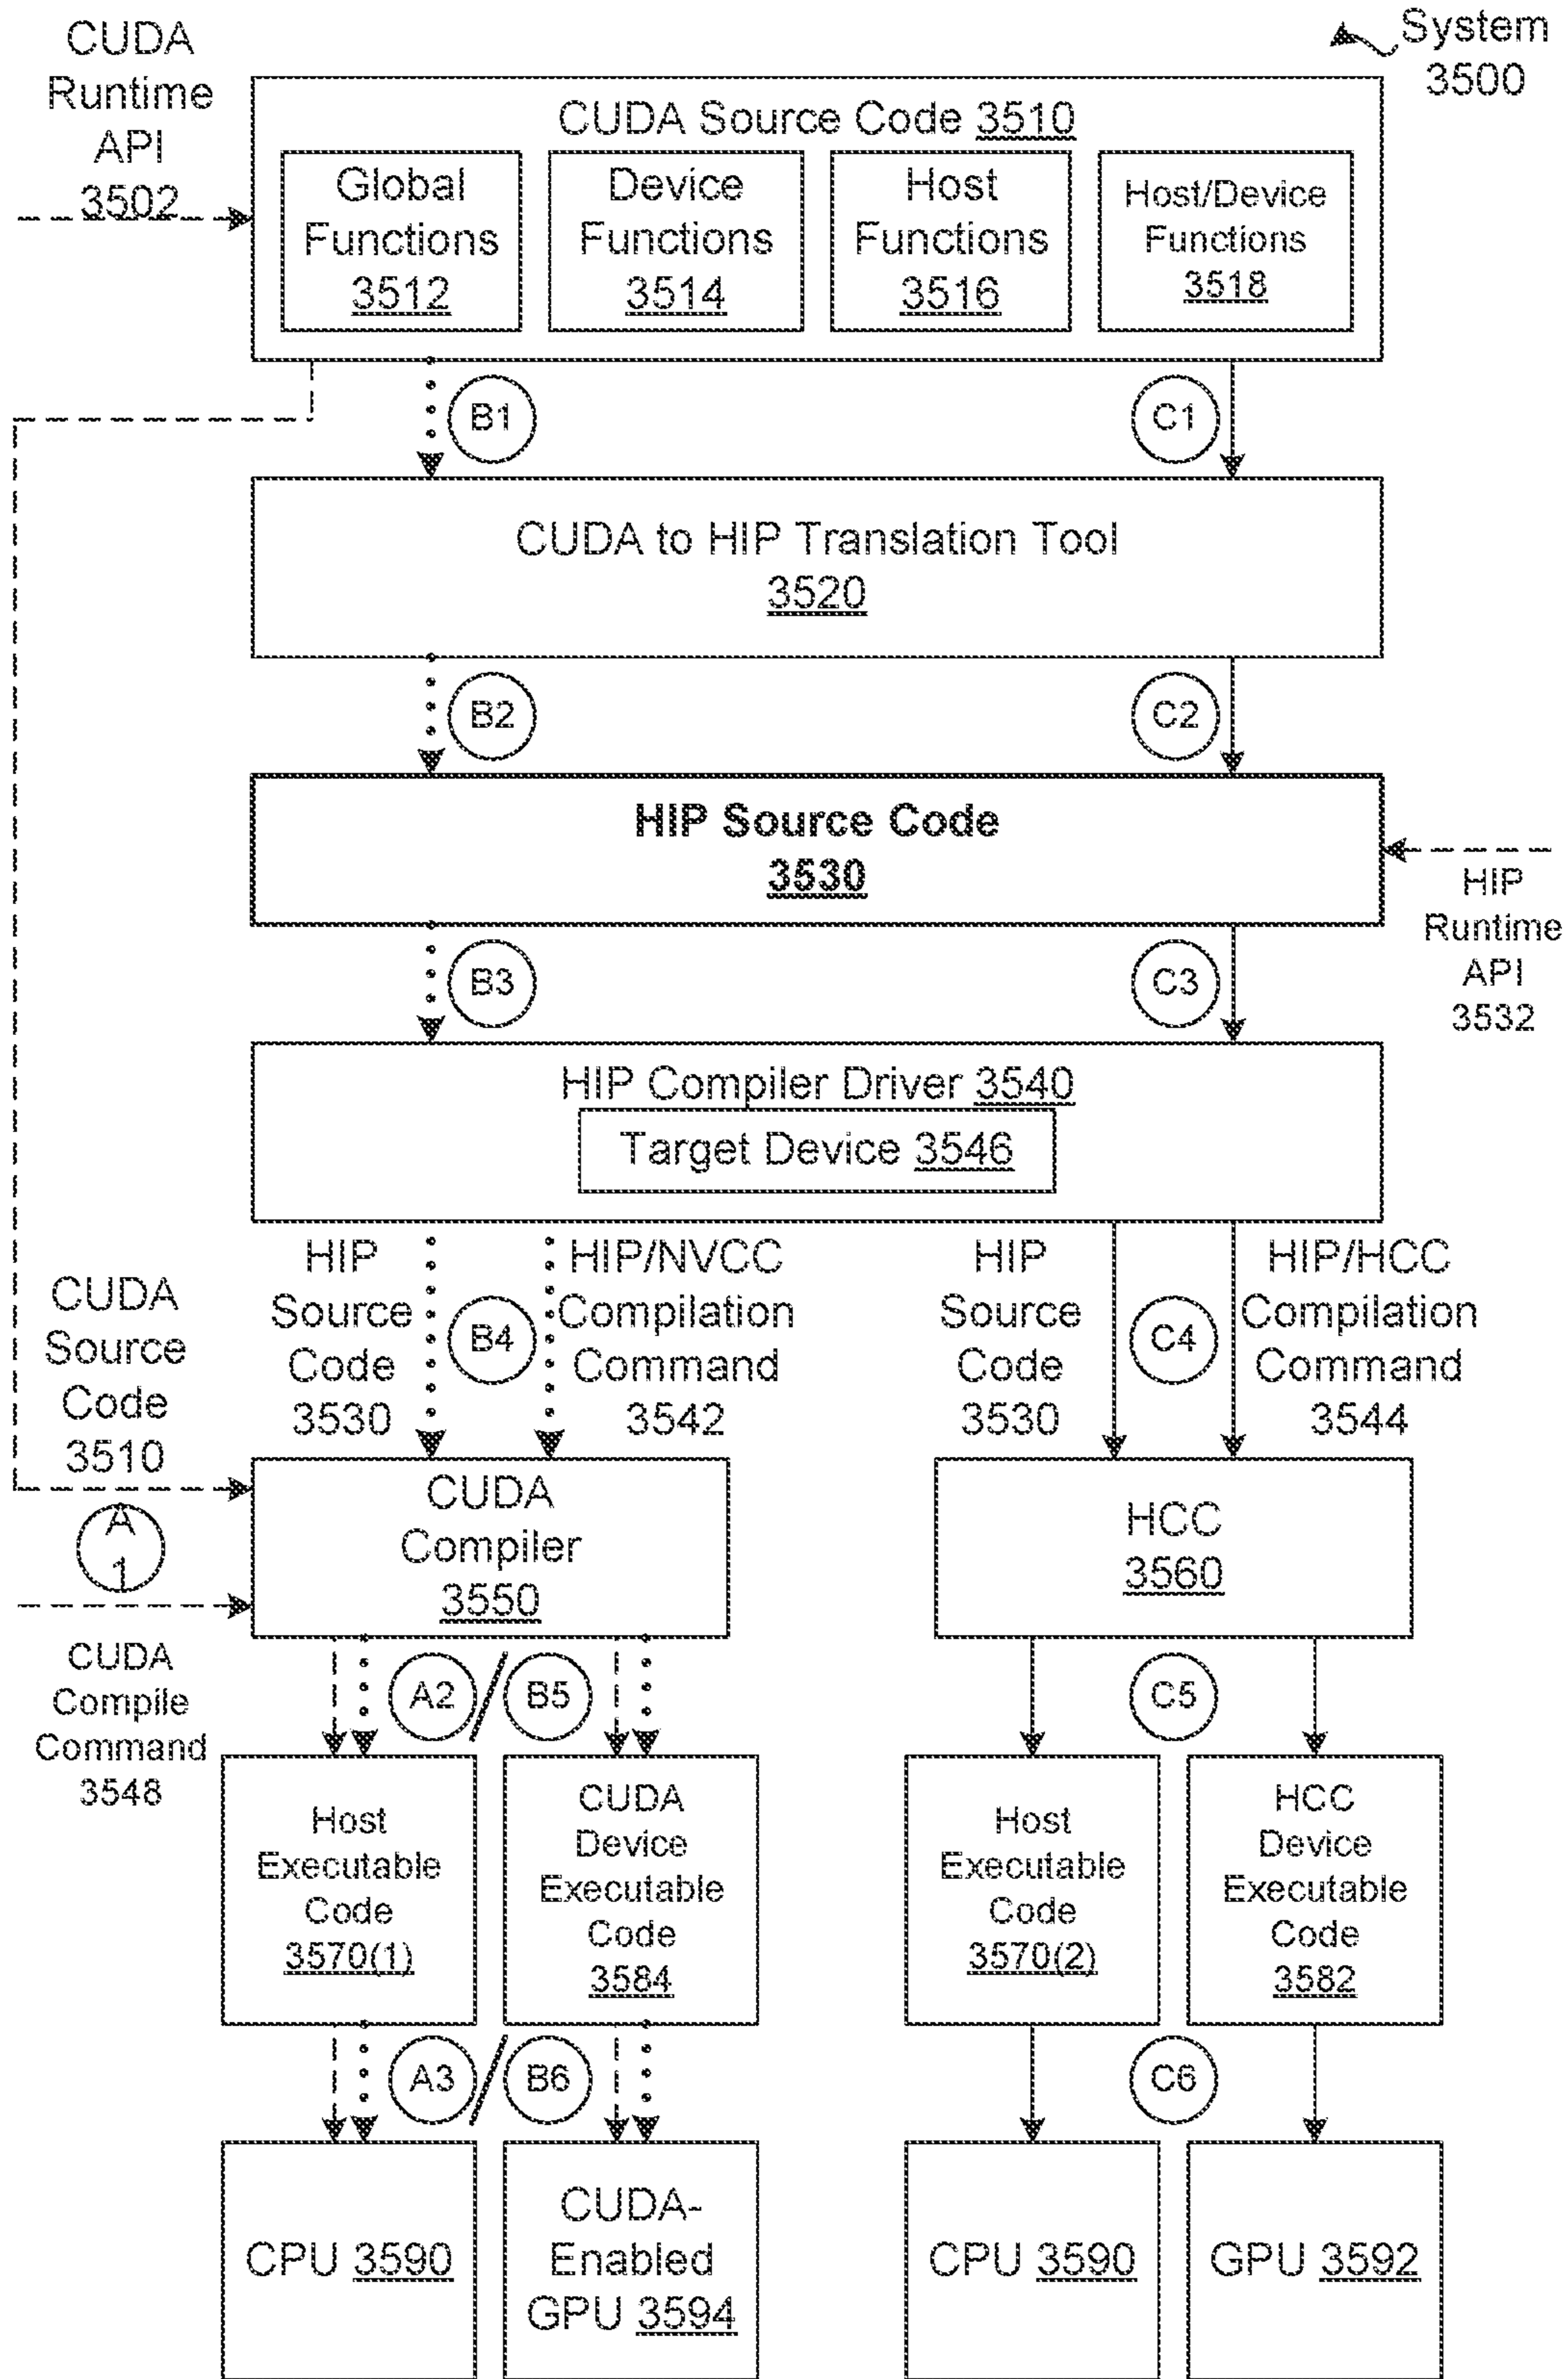 System
3500
CUDA
Runtime
API
3502
CUDA Source Code 3510
Global
Functions
3512
Device
Functions
3514
Host
Functions
3516
Host/Device
Functions
3518
B1
C1
CUDA to HIP Translation Tool
3520
B2
C2
HIP Source Code
3530
HIP
Runtime
API
3532
B3
C3
HIP Compiler Driver 3540
Target Device 3546
HIP
Source
Code
3530
B4
HIP/NVCC
Compilation
Command
3542
HIP
Source
Code
3530
C4
HIP/HCC
Compilation
Command
3544
CUDA
Source
Code
3510
A
1
CUDA
Compile
Command
3548
CUDA
Compiler
3550
HCC
3560
A2
B5
C5
Host
Executable
Code
3570(1)
CUDA
Device
Executable
Code
3584
Host
Executable
Code
3570(2)
HCC
Device
Executable
Code
3582
A3
B6
C6
CPU 3590
CUDA-
Enabled
GPU 3594
CPU 3590
GPU 3592